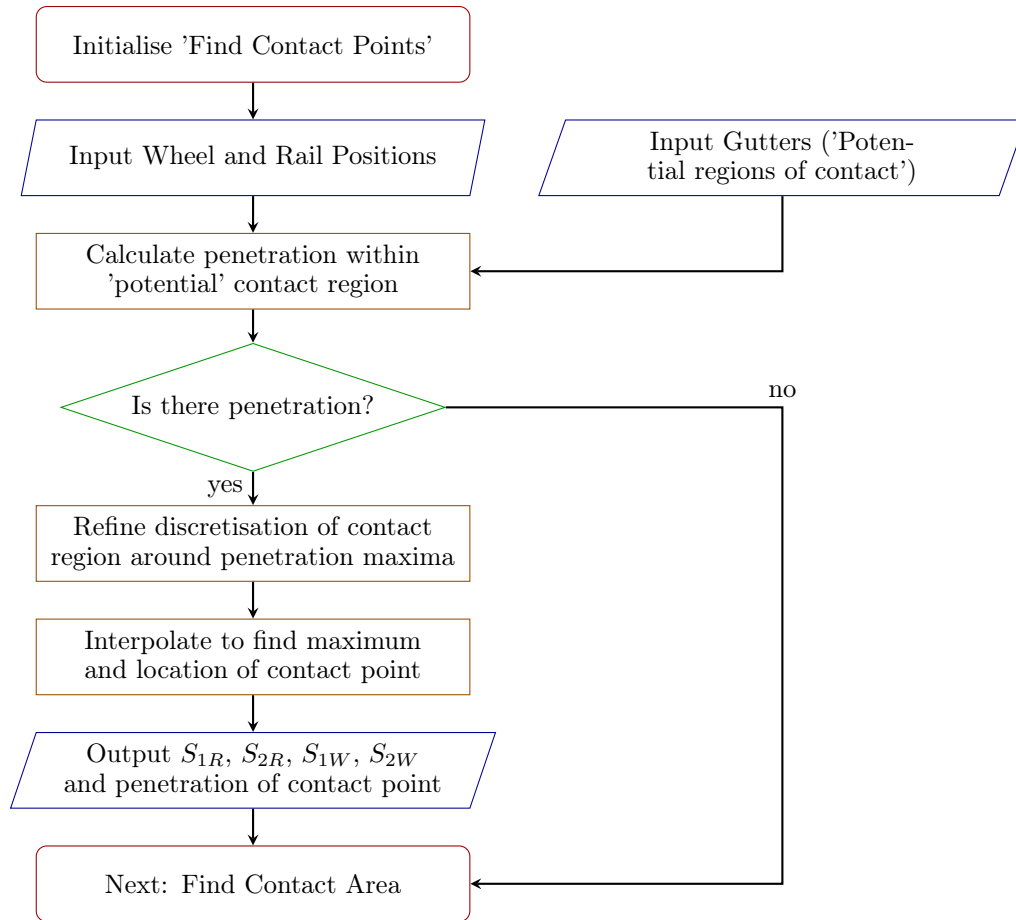 Initialise ’Find Contact Points’
Input Wheel and Rail Positions
Input Gutters (’Poten-
tial regions of contact’)
Calculate penetration within
’potential’ contact region
Is there penetration?
no
yes
Refine discretisation of contact
region around penetration maxima
Interpolate to find maximum
and location of contact point
Output S₁R, S₂R, S₁W, S₂W
and penetration of contact point
Next: Find Contact Area